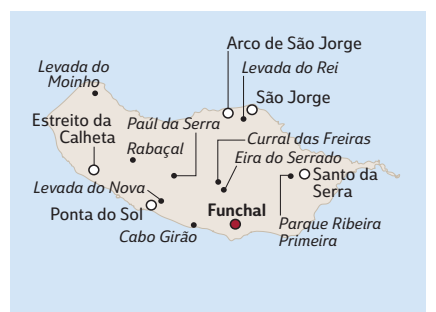 Arco de São Jorge
Levada do
Moinho
Levada do Rei
São Jorge
Estreito da
Calheta
Paúl da Serra
Rabaçal
Curral das Freiras
Eira do Serrado
Levada do Nova
Santo da
Serra
Ponta do Sol
Funchal
Cabo Girão
Parque Ribeira
Primeira